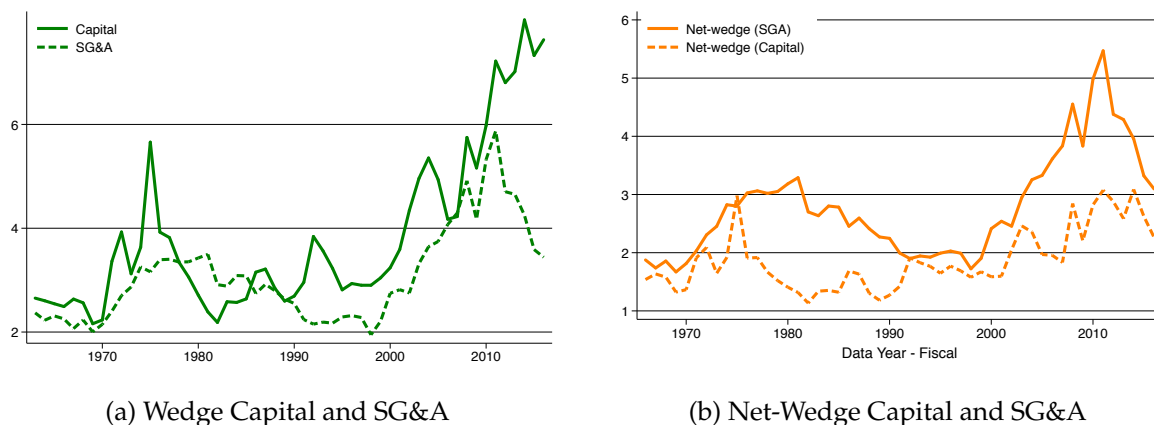 Capital
SG&A
6
4
2
1970
1980
1990
2000
2010
(a) Wedge Capital and SG&A
Net-wedge (SGA)
Net-wedge (Capital)
6
5
4
3
2
1
1970
1980
1990
2000
2010
Data Year - Fiscal
(b) Net-Wedge Capital and SG&A